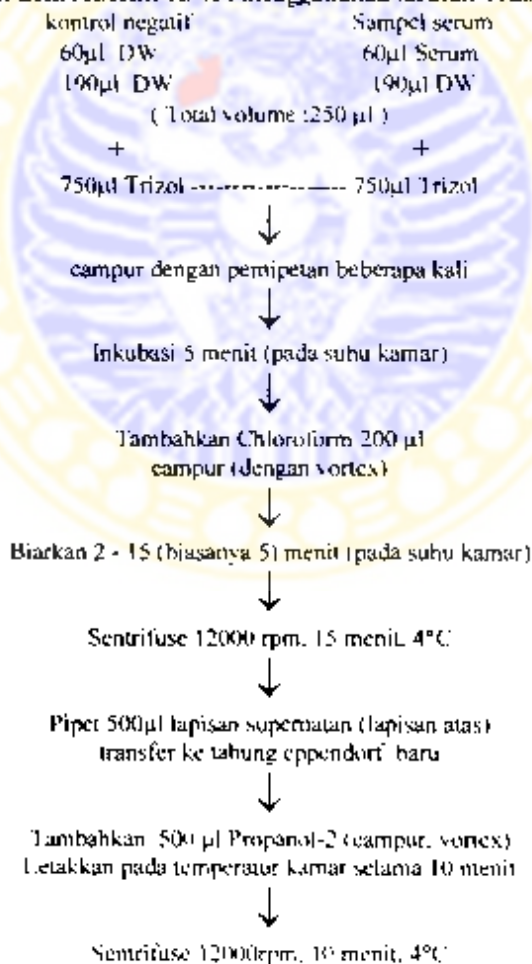 kontrol negatif Sampel serum
60µl DW 60µl Serum
190µl DW 190µl DW
( Total volume :250 µl )
+ +
750µl Trizol ------------------- 750µl Trizol
campur dengan pemipetan beberapa kali
Inkubasi 5 menit (pada suhu kamar)
Tambahkan Chloroform 200 µl
campur (dengan vortex)
Biarkan 2 - 15 (biasanya 5) menit (pada suhu kamar)
Sentrifuse 12000 rpm, 15 menit, 4°C
Pipet 500µl lapisan supernatan (lapisan atas)
transfer ke tabung eppendorf baru
Tambahkan 500 µl Propanol-2 (campur, vortex)
Letakkan pada temperatur kamar selama 10 menit
Sentrifuse 12000rpm, 10 menit, 4°C